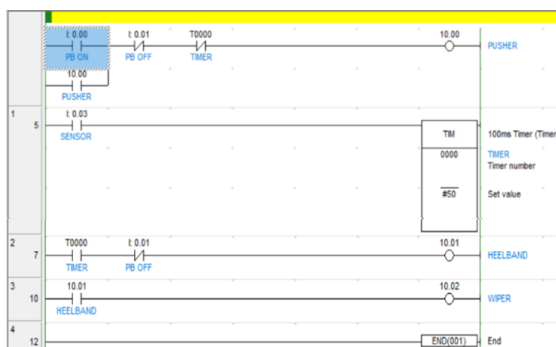 I: 0.00 I: 0.01 T0000 10.00
PB ON PB OFF TIMER PUSHER
10.00
PUSHER
1 5 I: 0.03
SENSOR
TIM 100ms Timer (Timer
0000 TIMER
Timer number
#50 Set value
2 7 T0000 I: 0.01 10.01
TIMER PB OFF HEELBAND
3 10 10.01 10.02
HEELBAND WIPER
4 12 END(001) End